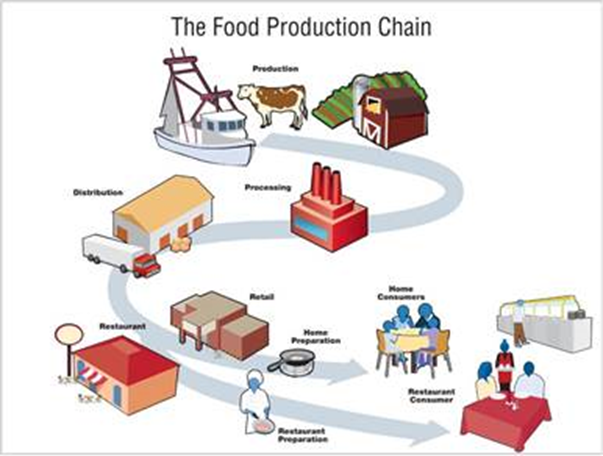 The Food Production Chain
Production
Processing
Distribution
Retail
Restaurant
Home
Preparation
Home
Consumers
Restaurant
Preparation
Restaurant
Consumer